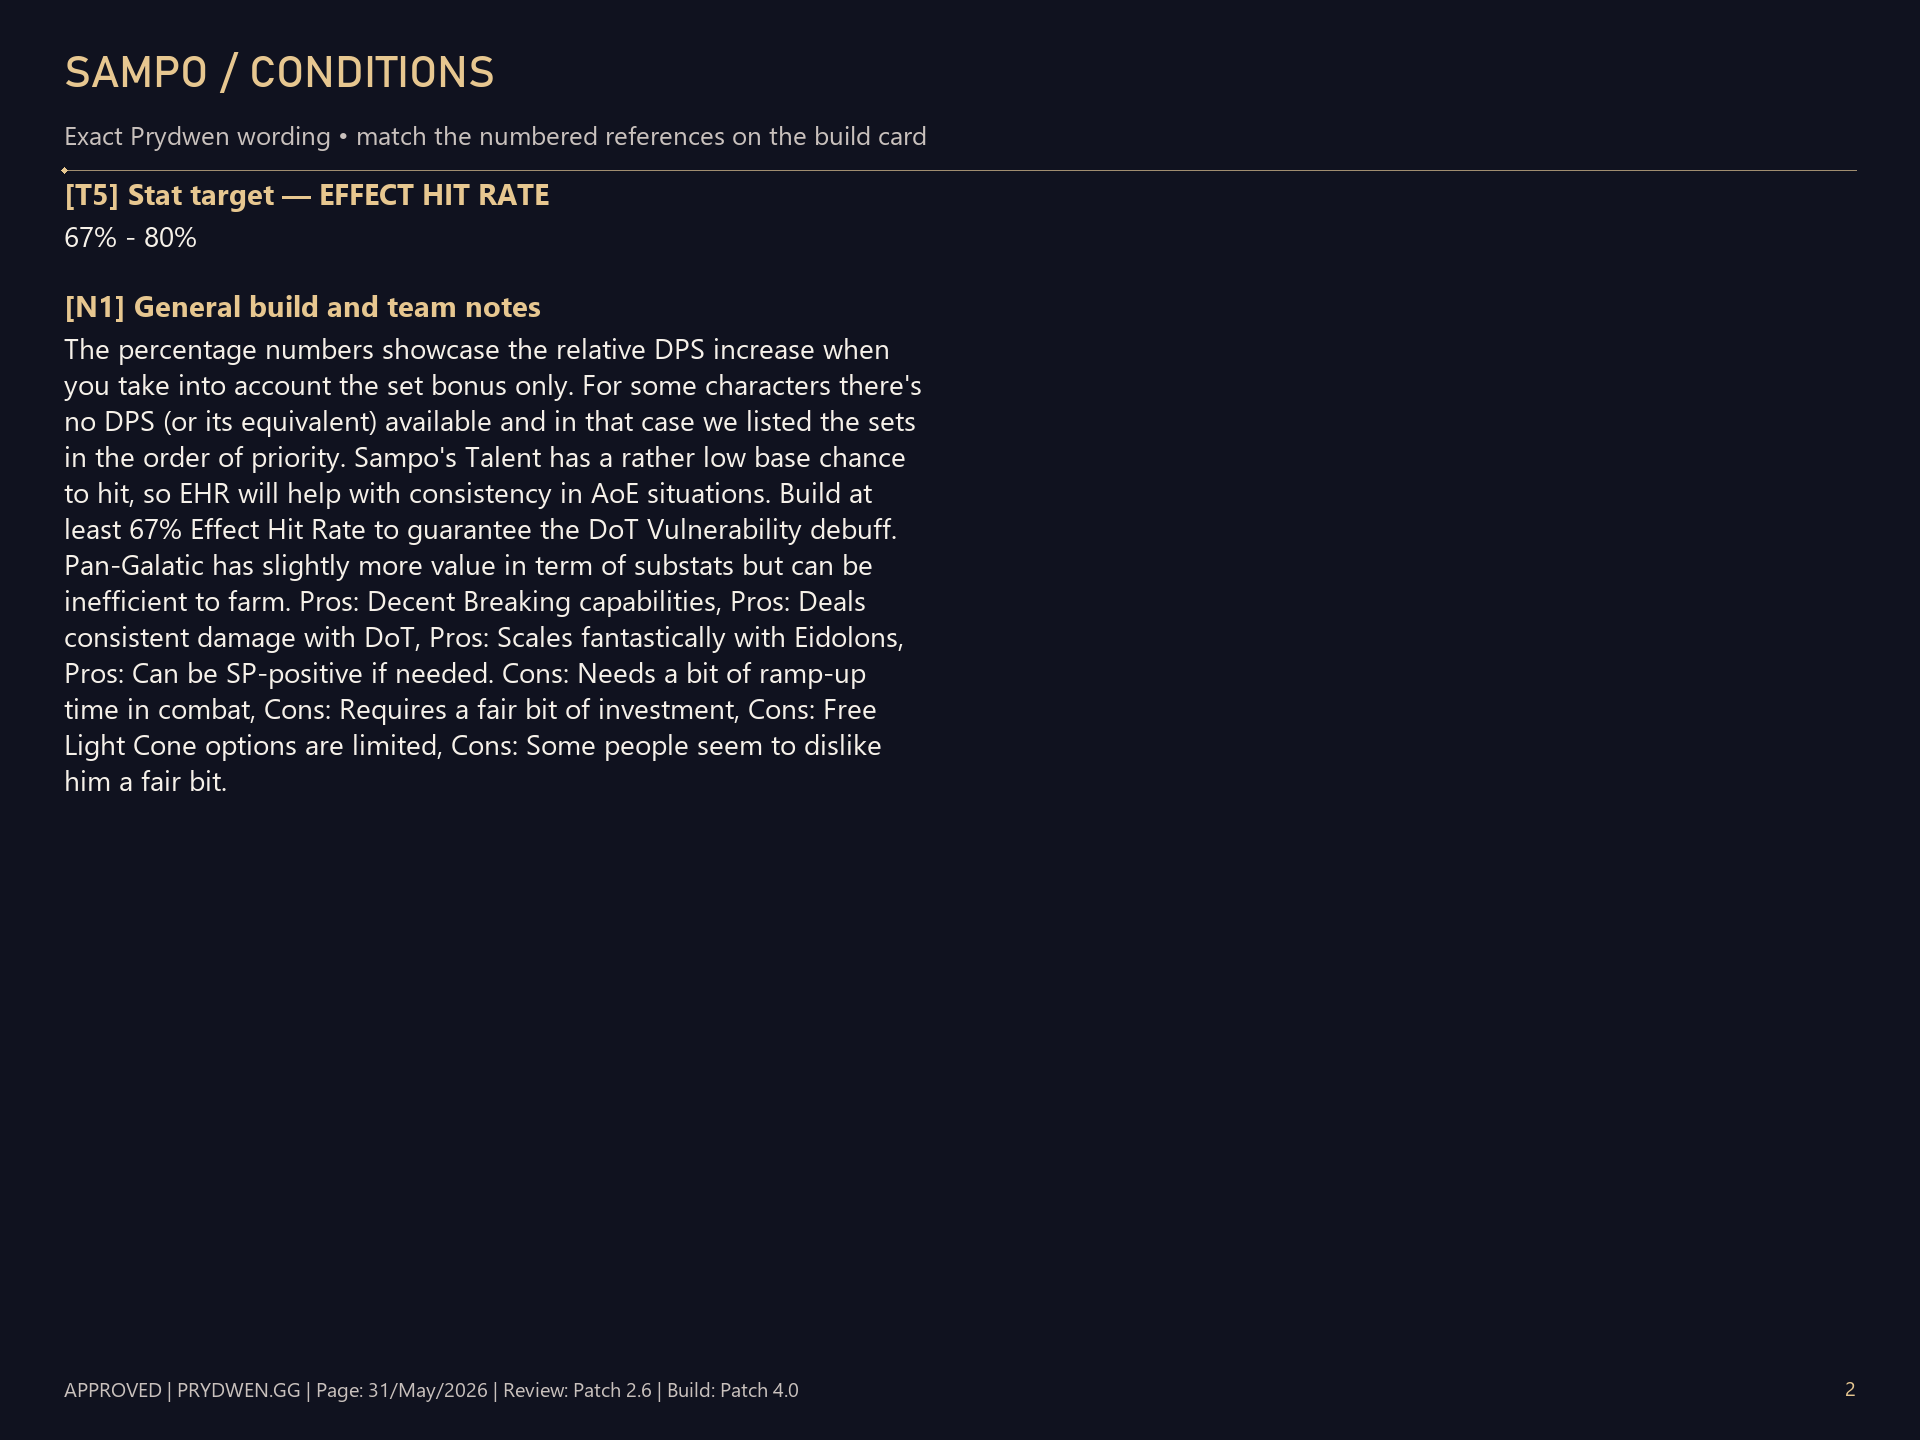 SAMPO / CONDITIONS
Exact Prydwen wording • match the numbered references on the build card
[T5] Stat target — EFFECT HIT RATE
67% - 80%
[N1] General build and team notes
The percentage numbers showcase the relative DPS increase when
you take into account the set bonus only. For some characters there's
no DPS (or its equivalent) available and in that case we listed the sets
in the order of priority. Sampo's Talent has a rather low base chance
to hit, so EHR will help with consistency in AoE situations. Build at
least 67% Effect Hit Rate to guarantee the DoT Vulnerability debuff.
Pan-Galatic has slightly more value in term of substats but can be
inefficient to farm. Pros: Decent Breaking capabilities, Pros: Deals
consistent damage with DoT, Pros: Scales fantastically with Eidolons,
Pros: Can be SP-positive if needed. Cons: Needs a bit of ramp-up
time in combat, Cons: Requires a fair bit of investment, Cons: Free
Light Cone options are limited, Cons: Some people seem to dislike
him a fair bit.
APPROVED | PRYDWEN.GG | Page: 31/May/2026 | Review: Patch 2.6 | Build: Patch 4.0
2